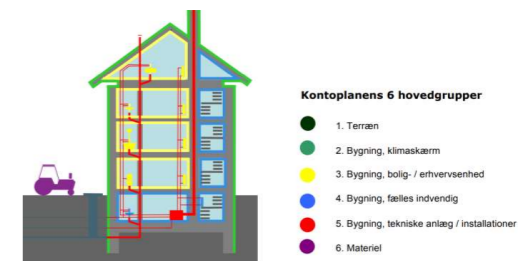 Kontoplanens 6 hovedgrupper
1. Terræn
2. Bygning, klimaskærm
3. Bygning, bolig- / erhvervsenhed
4. Bygning, fælles indvendig
5. Bygning, tekniske anlæg / installationer
6. Materiel